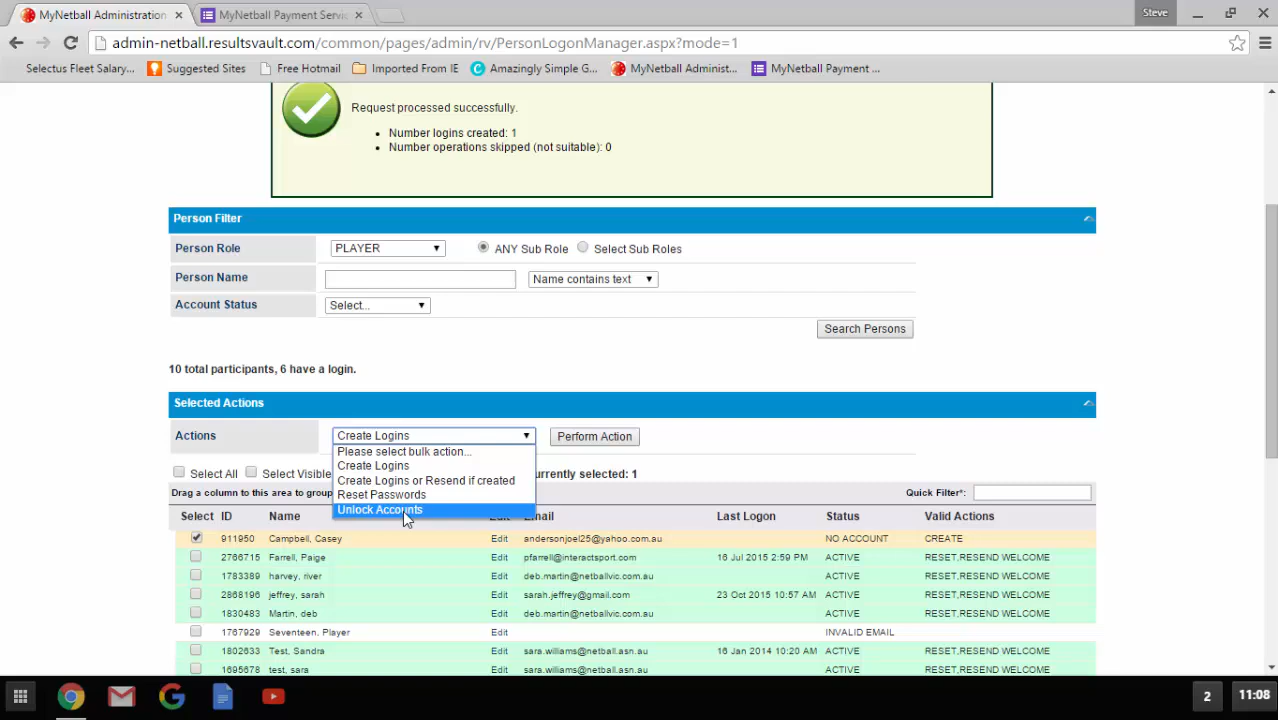 MyNetball Administration
MyNetball Payment Servic
Steve
admin-netball.resultsvault.com/common/pages/admin/rv/PersonLogonManager.aspx?mode=1
Selectus Fleet Salary... Suggested Sites Free Hotmail Imported From IE Amazingly Simple G... MyNetball Administ... MyNetball Payment ...
Request processed successfully.
Number logins created: 1
Number operations skipped (not suitable): 0
Person Filter
Person Role PLAYER ANY Sub Role Select Sub Roles
Person Name Name contains text
Account Status Select...
Search Persons
10 total participants, 6 have a login.
Selected Actions
Actions Create Logins Perform Action
Please select bulk action...
Create Logins
Create Logins or Resend if created
Reset Passwords
Unlock Accounts
Select All Select Visible urrently selected: 1
Drag a column to this area to group Quick Filter*:
Select ID Name Edit Email Last Logon Status Valid Actions
911950 Campbell, Casey Edit andersonjoel25@yahoo.com.au NO ACCOUNT CREATE
2766715 Farrell, Paige Edit pfarrell@interactsport.com 16 Jul 2015 2:59 PM ACTIVE RESET,RESEND WELCOME
1783389 harvey, river Edit deb.martin@netballvic.com.au ACTIVE RESET,RESEND WELCOME
2868196 jeffrey, sarah Edit sarah.jeffrey@gmail.com 23 Oct 2015 10:57 AM ACTIVE RESET,RESEND WELCOME
1830483 Martin, deb Edit deb.martin@netballvic.com.au ACTIVE RESET,RESEND WELCOME
1767929 Seventeen, Player Edit INVALID EMAIL
1802633 Test, Sandra Edit sara.williams@netball.asn.au 16 Jan 2014 10:20 AM ACTIVE RESET,RESEND WELCOME
1695678 test, sara Edit sara.williams@netball.asn.au ACTIVE RESET,RESEND WELCOME
2 11:08